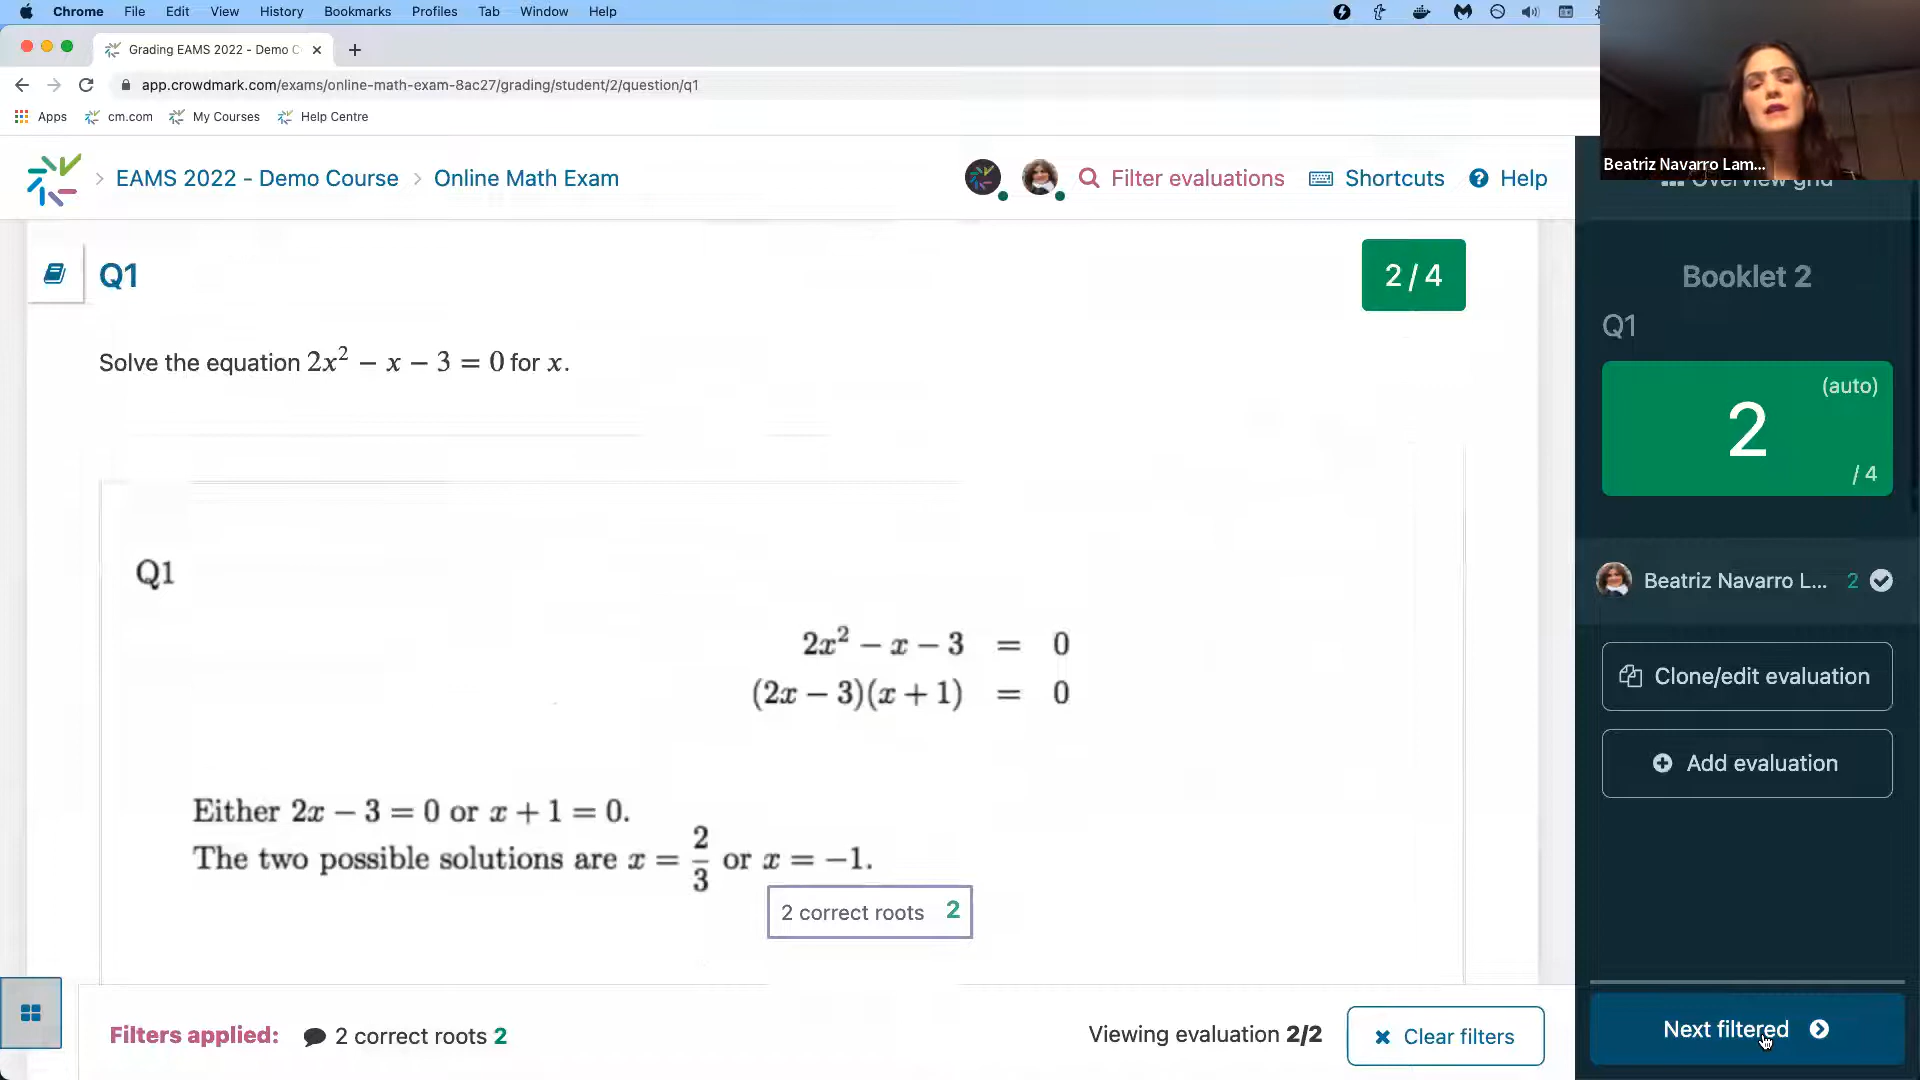 Chrome File Edit View History Bookmarks Profiles Tab Window Help
Grading EAMS 2022 - Demo C
app.crowdmark.com/exams/online-math-exam-8ac27/grading/student/2/question/q1
Apps cm.com My Courses Help Centre
Beatriz Navarro Lam...
EAMS 2022 - Demo Course > Online Math Exam
Filter evaluations Shortcuts ? Help
Overview grid
Q1
2 / 4
Solve the equation 2x² − x − 3 = 0 for x.
Q1
2x² − x − 3 = 0
(2x − 3)(x + 1) = 0
Either 2x − 3 = 0 or x + 1 = 0.
The two possible solutions are x = 2/3 or x = −1.
2 correct roots 2
Booklet 2
Q1
(auto)
2
/ 4
Beatriz Navarro L... 2
Clone/edit evaluation
Add evaluation
Filters applied: 2 correct roots 2
Viewing evaluation 2/2
Clear filters
Next filtered